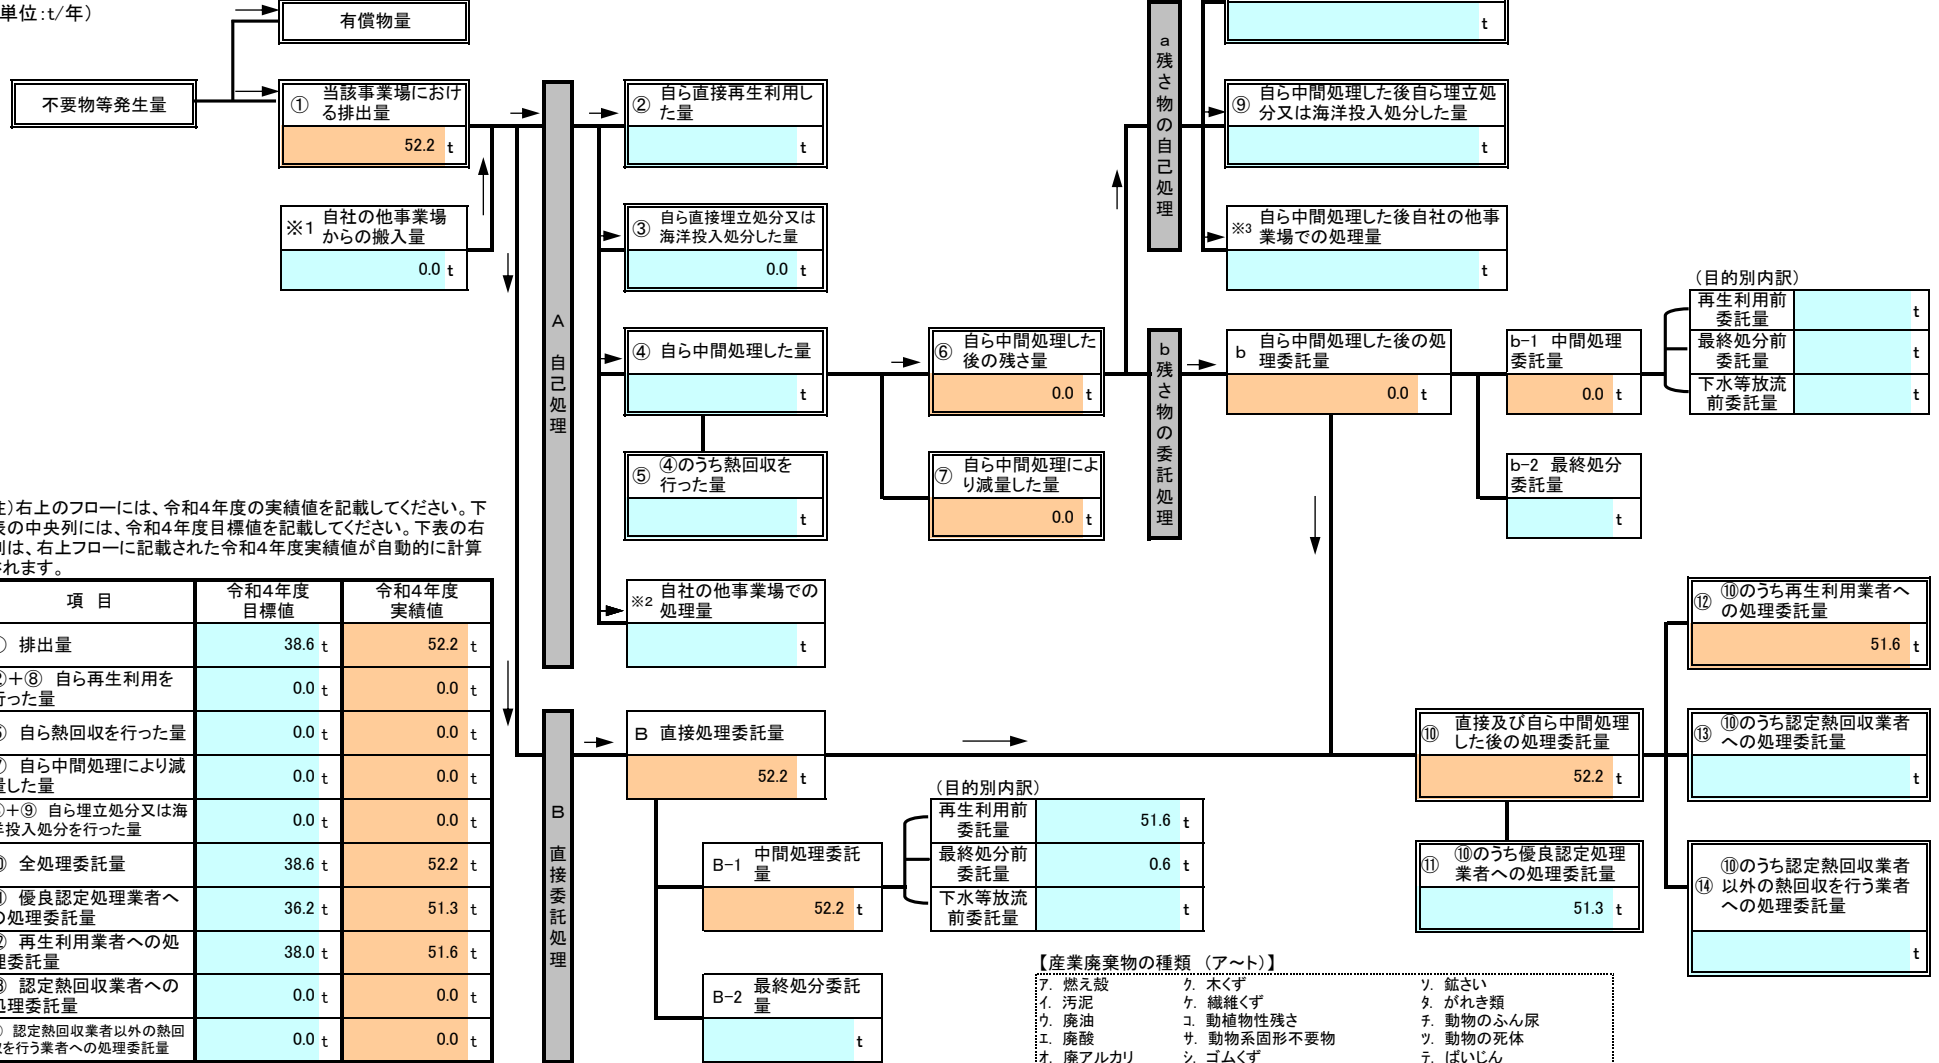 単位:t/年)
有償物量
不要物等発生量
① 当該事業場におけ
る排出量
52.2 t
※1 自社の他事業場
からの搬入量
0.0 t
A 自己処理
② 自ら直接再生利用し
た量
t
③ 自ら直接埋立処分又は
海洋投入処分した量
0.0 t
④ 自ら中間処理した量
t
⑤ ④のうち熱回収を
行った量
t
※2 自社の他事業場での
処理量
t
⑥ 自ら中間処理した
後の残さ量
0.0 t
⑦ 自ら中間処理によ
り減量した量
0.0 t
a残さ物の自己処理
t
⑨ 自ら中間処理した後自ら埋立処
分又は海洋投入処分した量
t
※3 自ら中間処理した後自社の他事
業場での処理量
t
b残さ物の委託処理
b 自ら中間処理した後の処
理委託量
0.0 t
b-1 中間処理
委託量
0.0 t
b-2 最終処分
委託量
t
(目的別内訳)
再生利用前
委託量
t
最終処分前
委託量
t
下水等放流
前委託量
t
注)右上のフローには、令和4年度の実績値を記載してください。下
表の中央列には、令和4年度目標値を記載してください。下表の右
列は、右上フローに記載された令和4年度実績値が自動的に計算
されます。
項 目
令和4年度
目標値
令和4年度
実績値
① 排出量 38.6 t 52.2 t
②+⑧ 自ら再生利用を
行った量 0.0 t 0.0 t
⑤ 自ら熱回収を行った量 0.0 t 0.0 t
⑦ 自ら中間処理により減
量した量 0.0 t 0.0 t
③+⑨ 自ら埋立処分又は海
洋投入処分を行った量 0.0 t 0.0 t
⑩ 全処理委託量 38.6 t 52.2 t
⑪ 優良認定処理業者へ
の処理委託量 36.2 t 51.3 t
⑫ 再生利用業者への処
理委託量 38.0 t 51.6 t
⑬ 認定熱回収業者への
処理委託量 0.0 t 0.0 t
⑭ 認定熱回収業者以外の熱回
収を行う業者への処理委託量 0.0 t 0.0 t
B 直接委託処理
B 直接処理委託量
52.2 t
B-1 中間処理委託
量
52.2 t
B-2 最終処分委託
量
t
(目的別内訳)
再生利用前
委託量
51.6 t
最終処分前
委託量
0.6 t
下水等放流
前委託量
t
⑩ 直接及び自ら中間処理
した後の処理委託量
52.2 t
⑪ ⑩のうち優良認定処理
業者への処理委託量
51.3 t
⑫ ⑩のうち再生利用業者へ
の処理委託量
51.6 t
⑬ ⑩のうち認定熱回収業者
への処理委託量
t
⑭ ⑩のうち認定熱回収業者
以外の熱回収を行う業者
への処理委託量
t
【産業廃棄物の種類 (ア~ト)】
ア. 燃え殻 ク. 木くず ソ. 鉱さい
イ. 汚泥 ケ. 繊維くず タ. がれき類
ウ. 廃油 コ. 動植物性残さ チ. 動物のふん尿
エ. 廃酸 サ. 動物系固形不要物 ツ. 動物の死体
オ. 廃アルカリ シ. ゴムくず テ. ばいじん